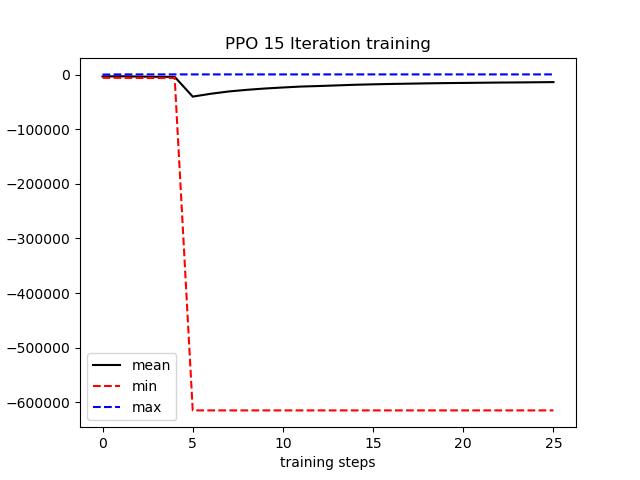 PPO 15 Iteration training
0
−100000
−200000
−300000
−400000
−500000
−600000
mean
min
max
0 5 10 15 20 25
training steps